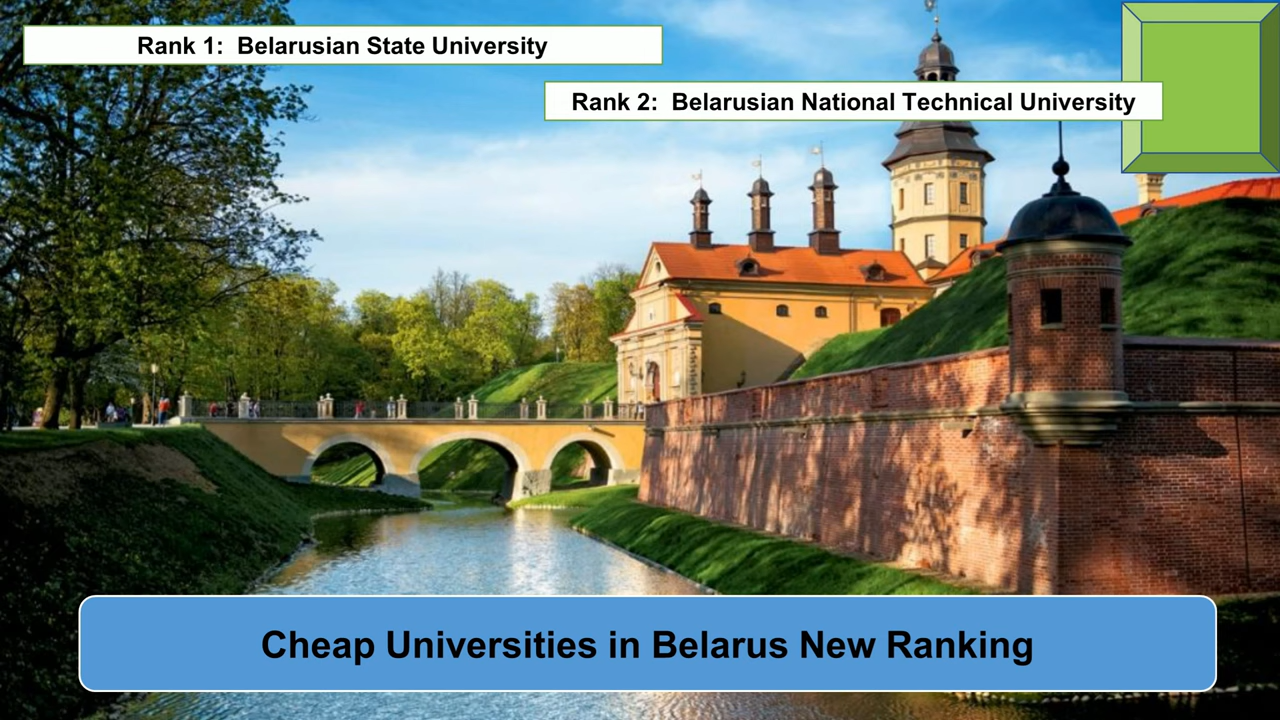 Rank 1:  Belarusian State University
Rank 2:  Belarusian National Technical University
Cheap Universities in Belarus New Ranking